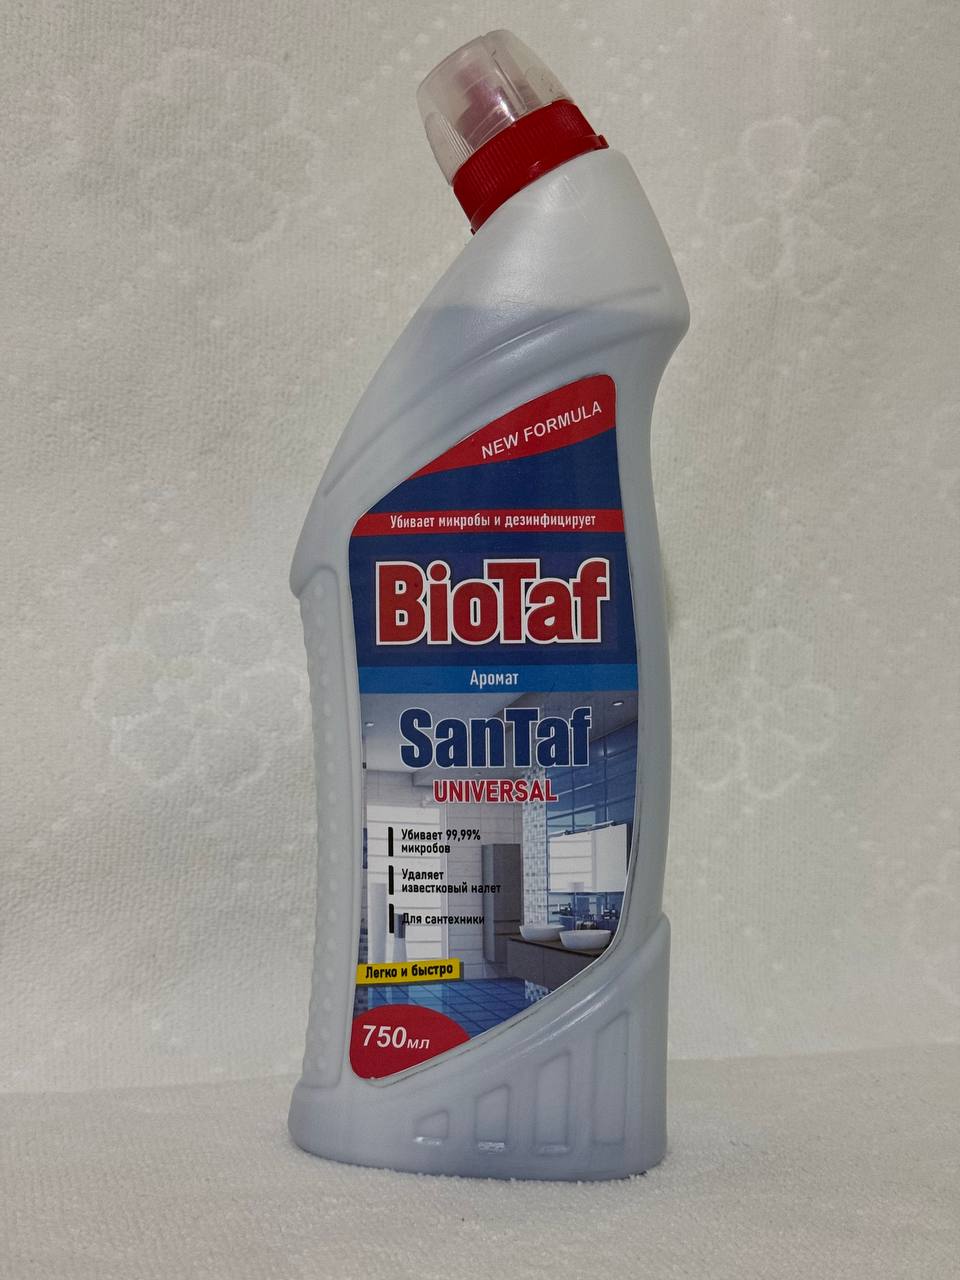 NEW FORMULA
Убивает микробы и дезинфицирует
BioTaf
Аромат
SanTaf
UNIVERSAL
Убивает 99,99%
микробов
Удаляет
известковый налет
Для сантехники
Легко и быстро
750мл